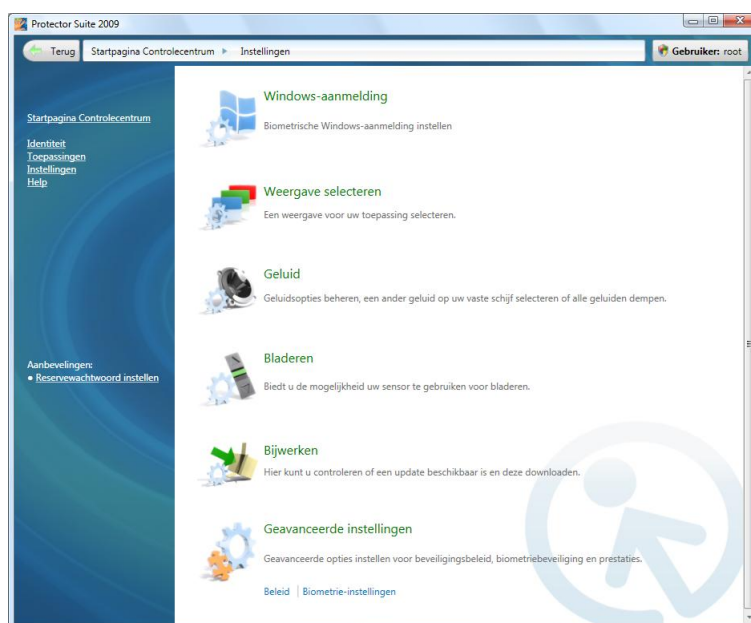 Protector Suite 2009
Terug Startpagina Controlecentrum Instellingen Gebruiker: root
Startpagina Controlecentrum
Identiteit
Toepassingen
Instellingen
Help
Aanbevelingen:
• Reservewachtwoord instellen
Windows-aanmelding
Biometrische Windows-aanmelding instellen
Weergave selecteren
Een weergave voor uw toepassing selecteren.
Geluid
Geluidsopties beheren, een ander geluid op uw vaste schijf selecteren of alle geluiden dempen.
Bladeren
Biedt u de mogelijkheid uw sensor te gebruiken voor bladeren.
Bijwerken
Hier kunt u controleren of een update beschikbaar is en deze downloaden.
Geavanceerde instellingen
Geavanceerde opties instellen voor beveiligingsbeleid, biometriebeveiliging en prestaties.
Beleid | Biometrie-instellingen